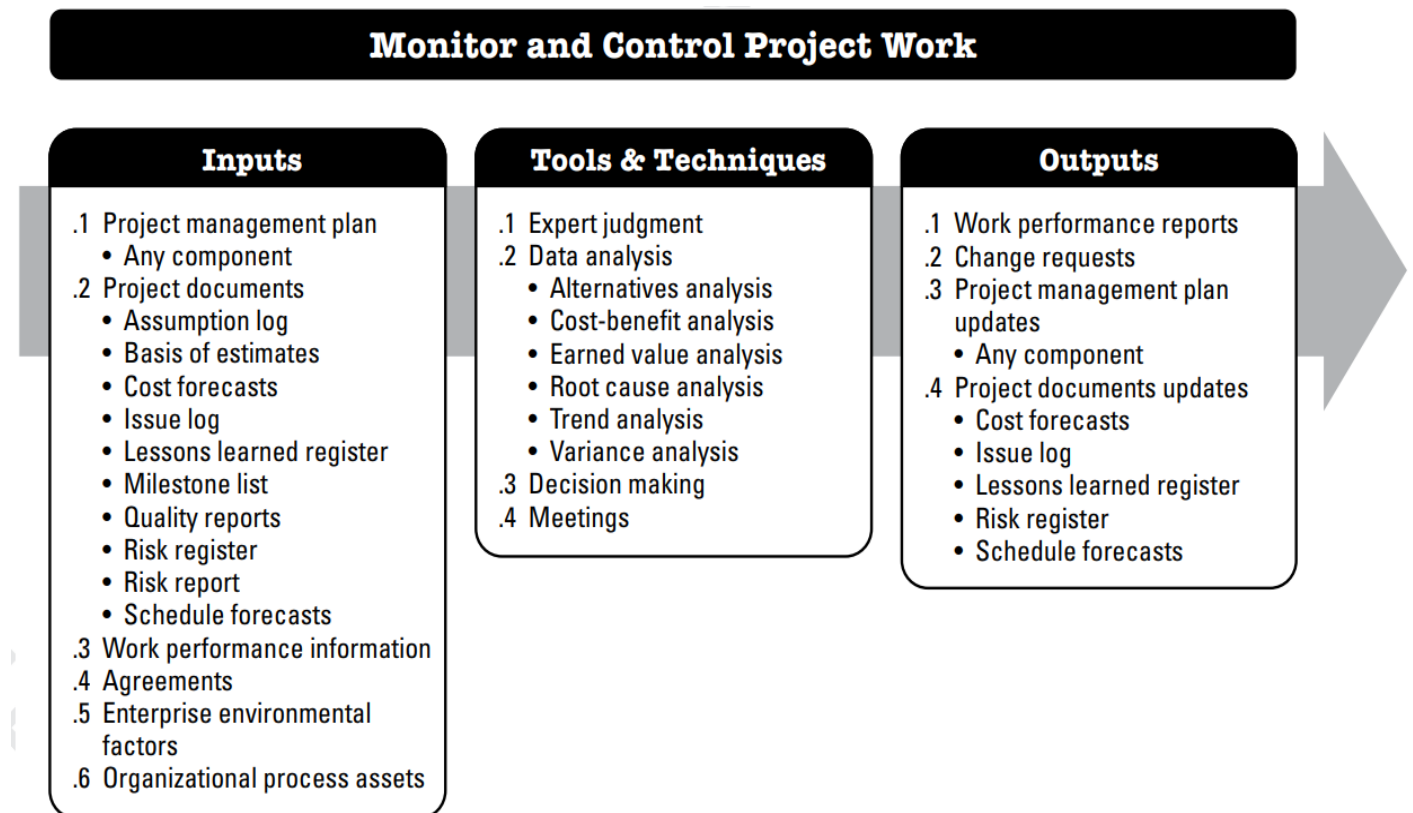 Monitor and Control Project Work
Inputs
.1 Project management plan
• Any component
.2 Project documents
• Assumption log
• Basis of estimates
• Cost forecasts
• Issue log
• Lessons learned register
• Milestone list
• Quality reports
• Risk register
• Risk report
• Schedule forecasts
.3 Work performance information
.4 Agreements
.5 Enterprise environmental
factors
.6 Organizational process assets
Tools & Techniques
.1 Expert judgment
.2 Data analysis
• Alternatives analysis
• Cost-benefit analysis
• Earned value analysis
• Root cause analysis
• Trend analysis
• Variance analysis
.3 Decision making
.4 Meetings
Outputs
.1 Work performance reports
.2 Change requests
.3 Project management plan
updates
• Any component
.4 Project documents updates
• Cost forecasts
• Issue log
• Lessons learned register
• Risk register
• Schedule forecasts